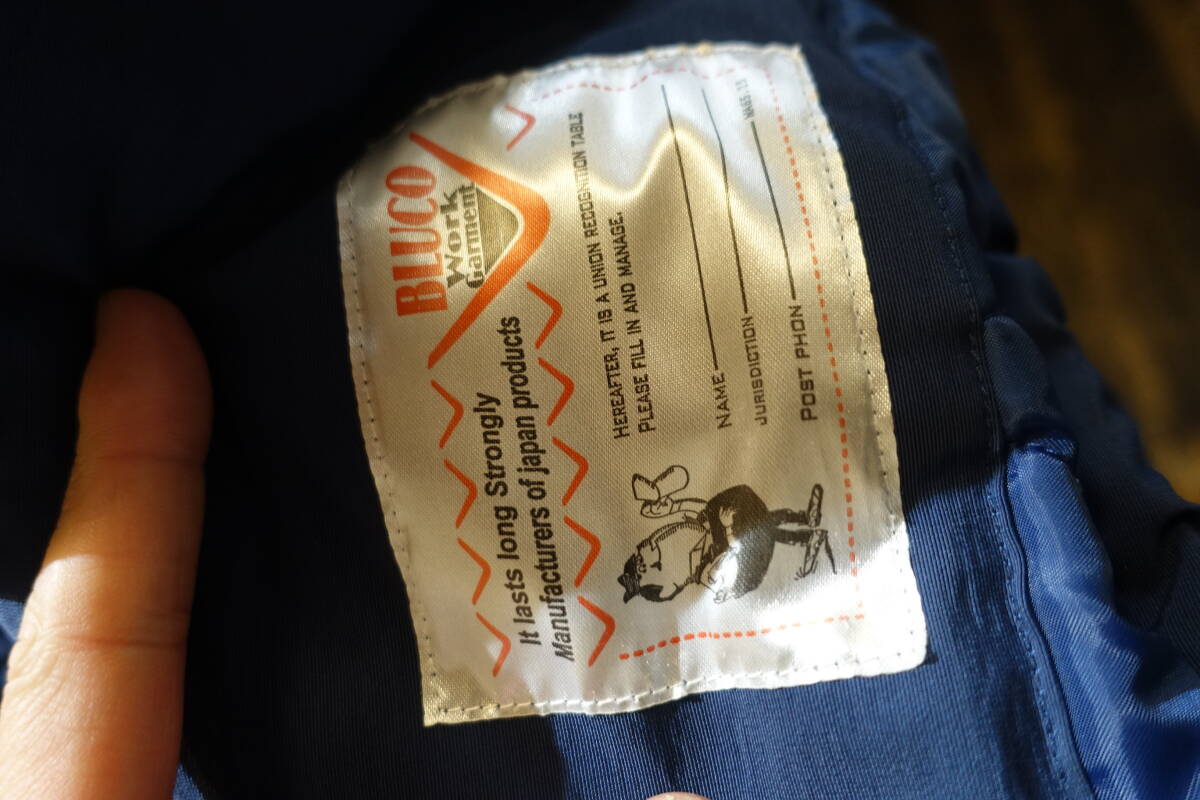 BLUCO
Work
Garment
It lasts long Strongly
Manufacturers of japan products
HEREAFTER, IT IS A UNION RECOGNITION TABLE
PLEASE FILL IN AND MANAGE.
NAME
JURISDICTION
POST PHON